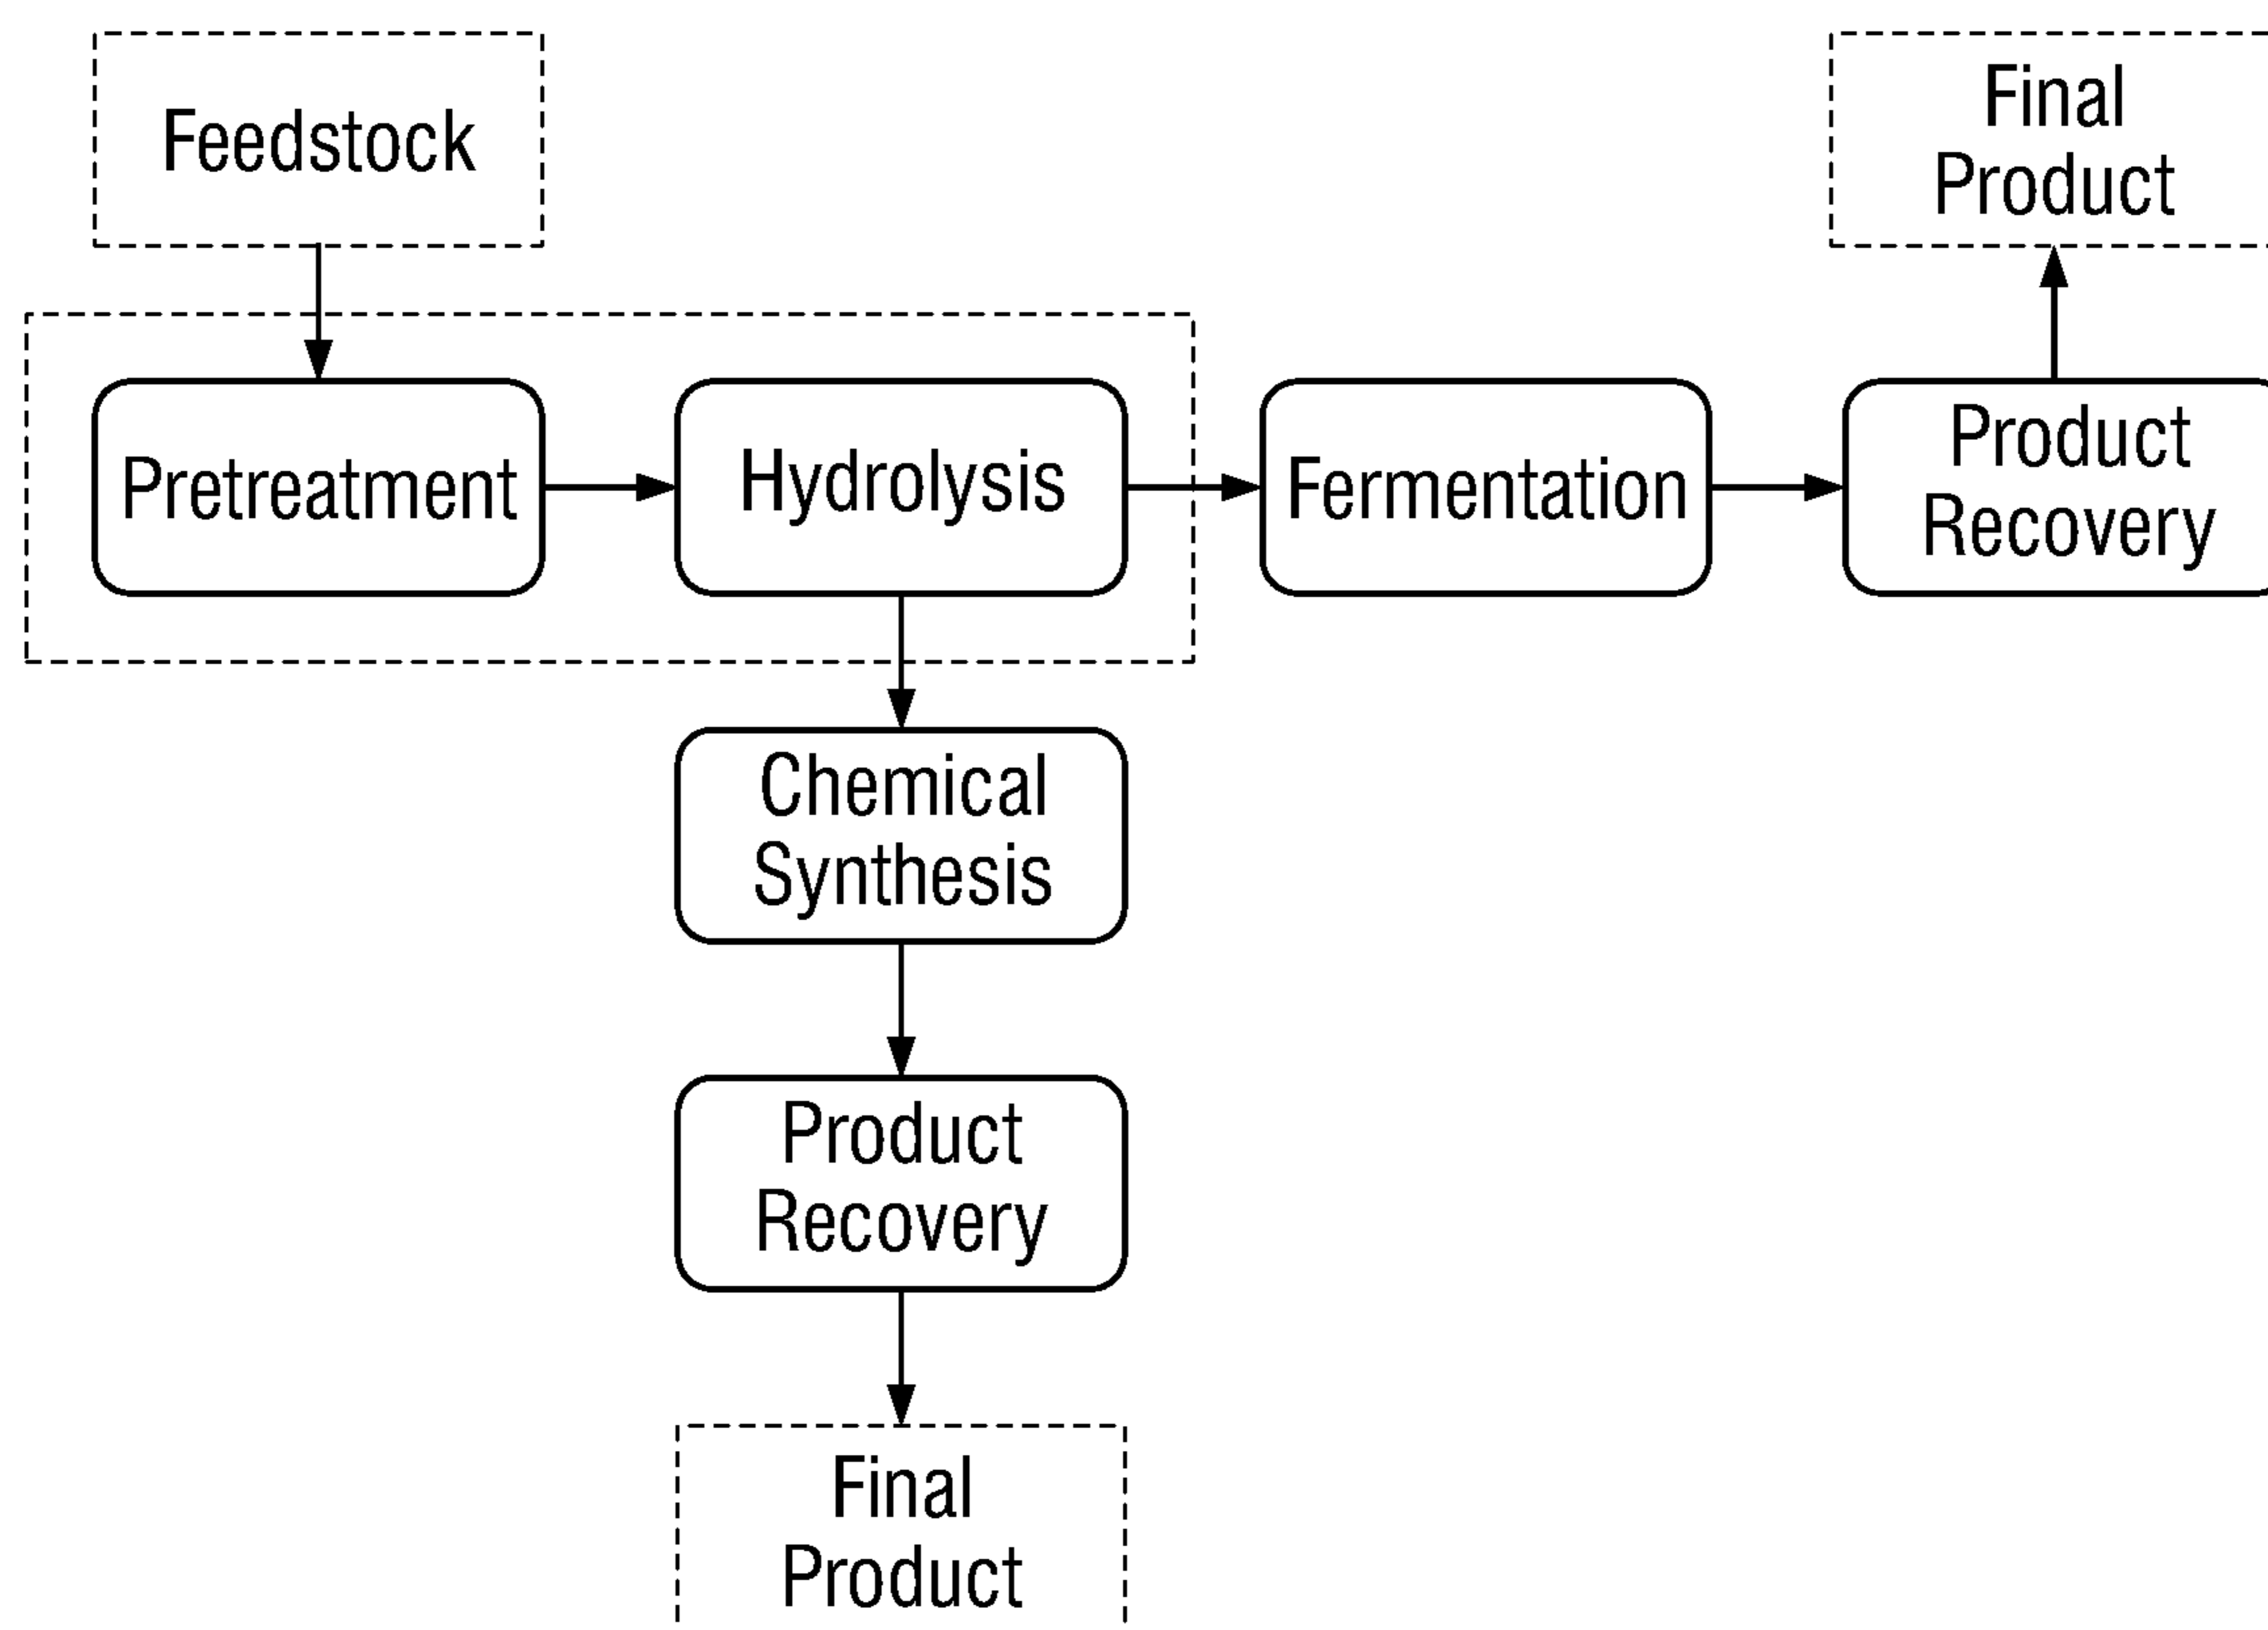 Feedstock
Final
Product
Pretreatment
Hydrolysis
Fermentation
Product
Recovery
Chemical
Synthesis
Product
Recovery
Final
Product